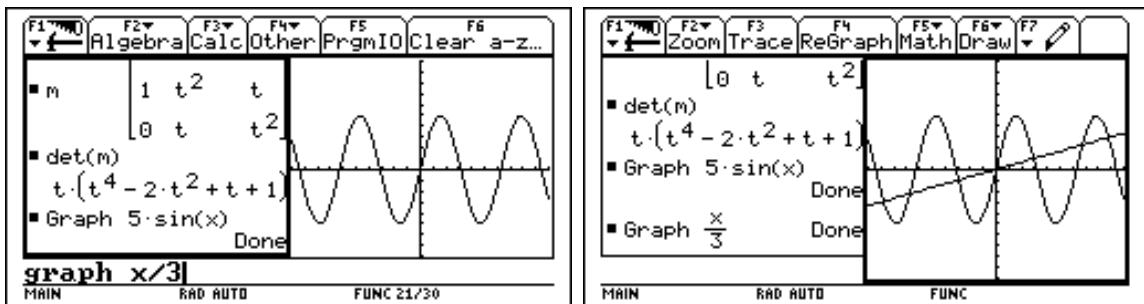 F1 F2 F3 F4 F5 F6
Algebra Calc Other PrgmIO Clear a-z…
m [1 t² t
0 t t²]
det(m)
t·(t⁴ − 2·t² + t + 1)
Graph 5·sin(x)
Done
graph x/3
MAIN RAD AUTO FUNC 21/30
F1 F2 F3 F4 F5 F6 F7
Zoom Trace ReGraph Math Draw
[0 t t²]
det(m)
t·(t⁴ − 2·t² + t + 1)
Graph 5·sin(x)
Done
Graph x/3 Done
MAIN RAD AUTO FUNC